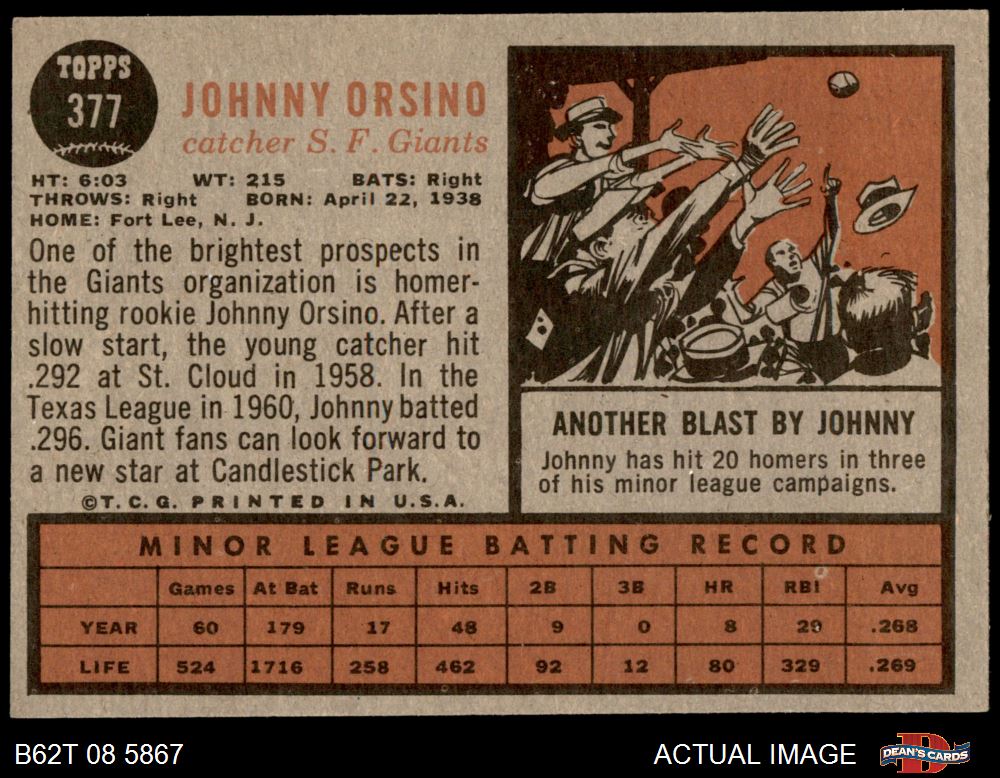 TOPPS
377
JOHNNY ORSINO
catcher S. F. Giants
HT: 6:03 WT: 215 BATS: Right
THROWS: Right BORN: April 22, 1938
HOME: Fort Lee, N. J.
One of the brightest prospects in
the Giants organization is homer-
hitting rookie Johnny Orsino. After a
slow start, the young catcher hit
.292 at St. Cloud in 1958. In the
Texas League in 1960, Johnny batted
.296. Giant fans can look forward to
a new star at Candlestick Park.
©T. C. G. PRINTED IN U.S.A.
ANOTHER BLAST BY JOHNNY
Johnny has hit 20 homers in three
of his minor league campaigns.
MINOR LEAGUE BATTING RECORD
Games At Bat Runs Hits 2B 3B HR RBI Avg
YEAR 60 179 17 48 9 0 8 29 .268
LIFE 524 1716 258 462 92 12 80 329 .269
B62T 08 5867
ACTUAL IMAGE
DEAN'S CARDS